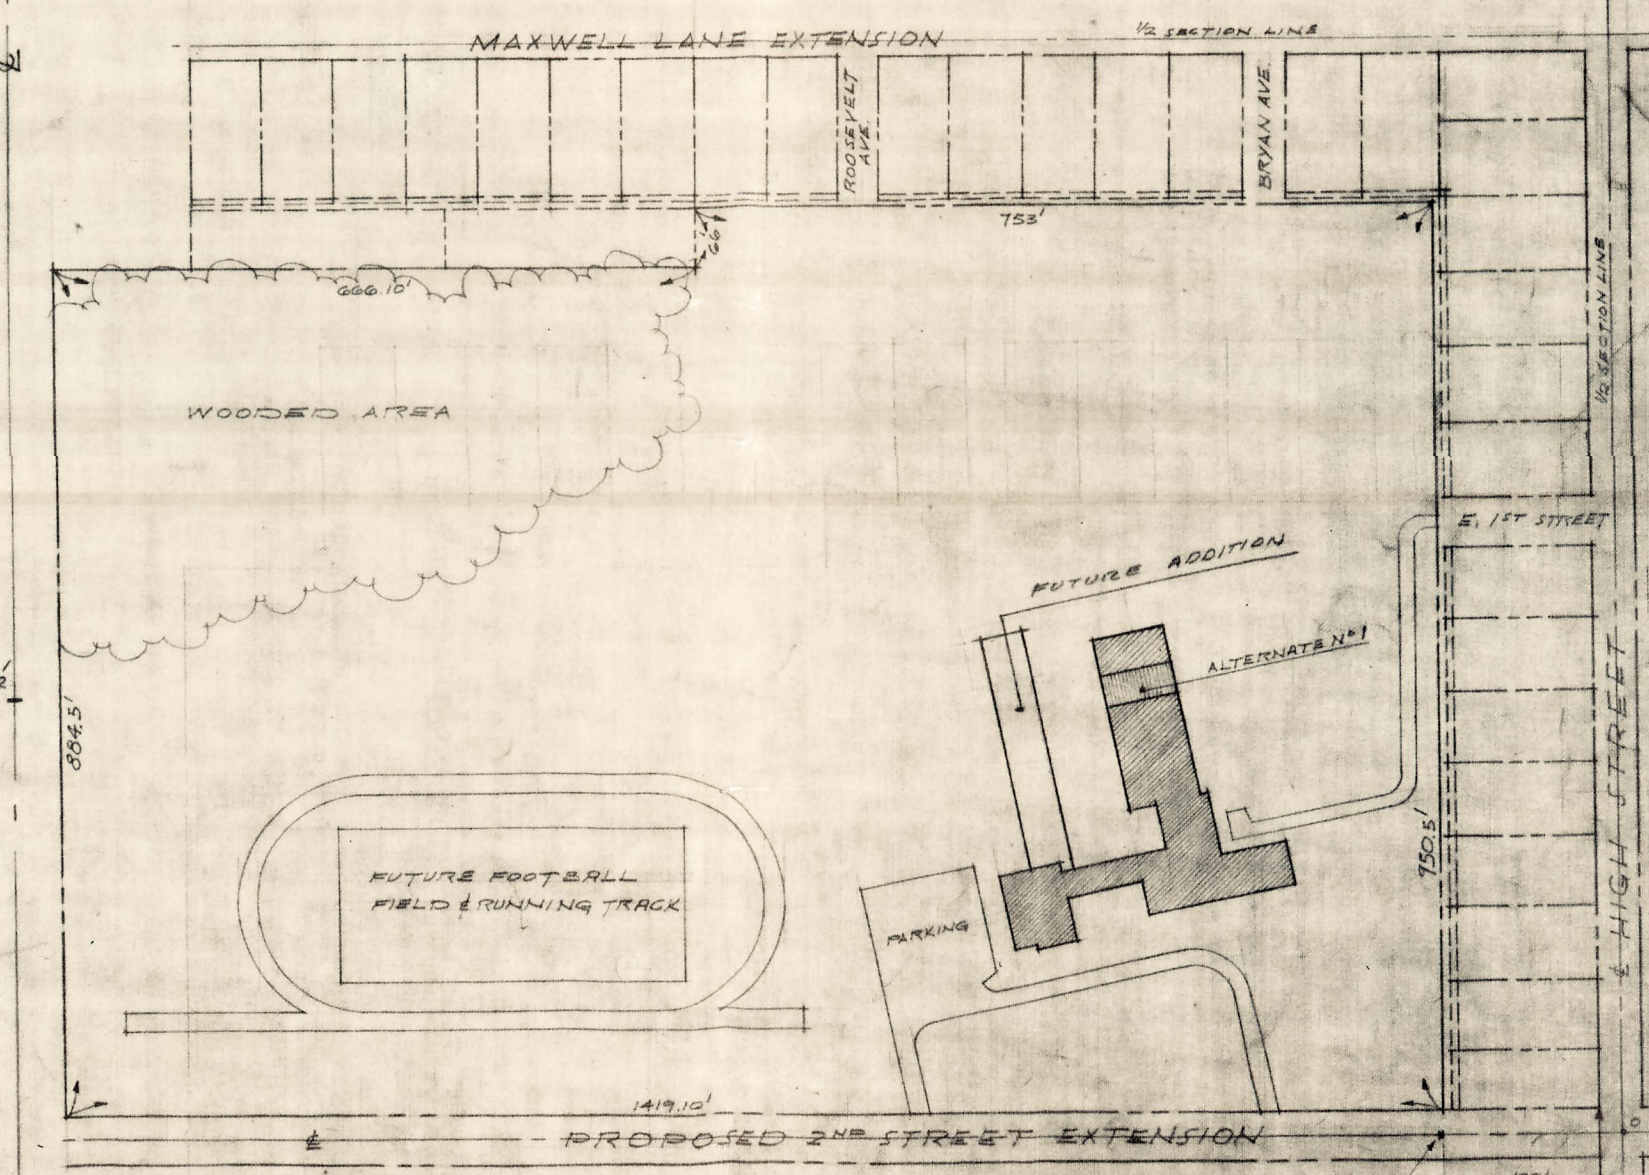 MAXWELL LANE EXTENSION
1/2 SECTION LINE
ROOSEVELT
AVE.
BRYAN AVE.
753'
66'
666.10'
1/2 SECTION LINE
WOODED AREA
E. 1ST STREET
FUTURE ADDITION
ALTERNATE Nº 1
884.5'
750.5'
HIGH STREET
FUTURE FOOTBALL
FIELD & RUNNING TRACK
PARKING
1419.10'
PROPOSED 2ND STREET EXTENSION